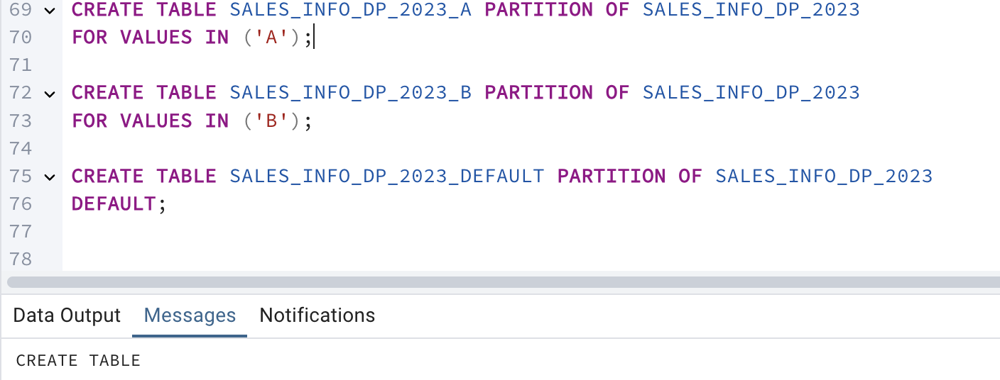 69 CREATE TABLE SALES_INFO_DP_2023_A PARTITION OF SALES_INFO_DP_2023
70 FOR VALUES IN ('A');
71
72 CREATE TABLE SALES_INFO_DP_2023_B PARTITION OF SALES_INFO_DP_2023
73 FOR VALUES IN ('B');
74
75 CREATE TABLE SALES_INFO_DP_2023_DEFAULT PARTITION OF SALES_INFO_DP_2023
76 DEFAULT;
77
78
Data Output Messages Notifications
CREATE TABLE